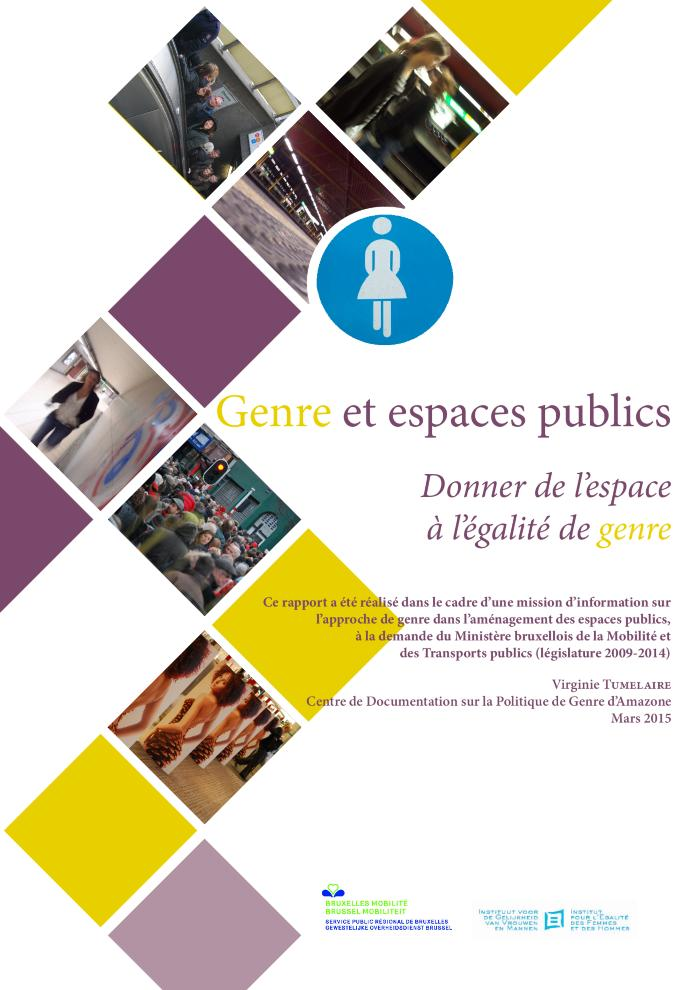 Genre et espaces publics
Donner de l'espace
à l'égalité de genre
Ce rapport a été réalisé dans le cadre d'une mission d'information sur
l'approche de genre dans l'aménagement des espaces publics,
à la demande du Ministère bruxellois de la Mobilité et
des Transports publics (législature 2009-2014)
Virginie TUMELAIRE
Centre de Documentation sur la Politique de Genre d'Amazone
Mars 2015
BRUXELLES MOBILITÉ
BRUSSEL MOBILITEIT
SERVICE PUBLIC RÉGIONAL DE BRUXELLES
GEWESTELIJKE OVERHEIDSDIENST BRUSSEL
INSTITUUT VOOR
DE GELIJKHEID
VAN VROUWEN
EN MANNEN
INSTITUT
POUR L'ÉGALITÉ
DES FEMMES
ET DES HOMMES